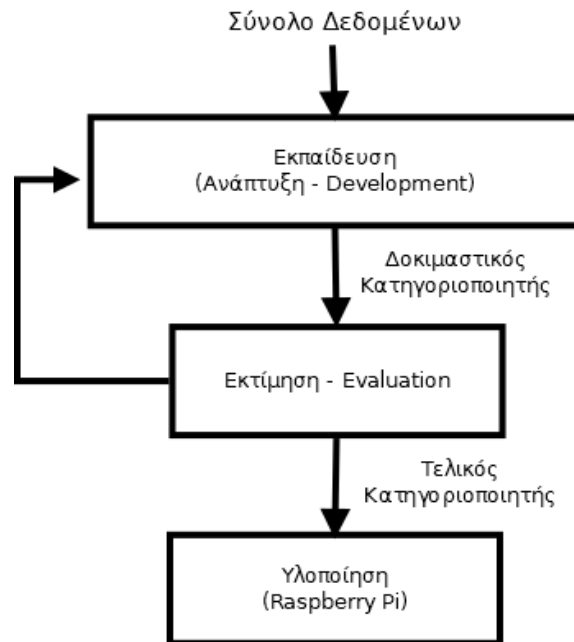 Σύνολο Δεδομένων
Εκπαίδευση
(Ανάπτυξη - Development)
Δοκιμαστικός
Κατηγοριοποιητής
Εκτίμηση - Evaluation
Τελικός
Κατηγοριοποιητής
Υλοποίηση
(Raspberry Pi)